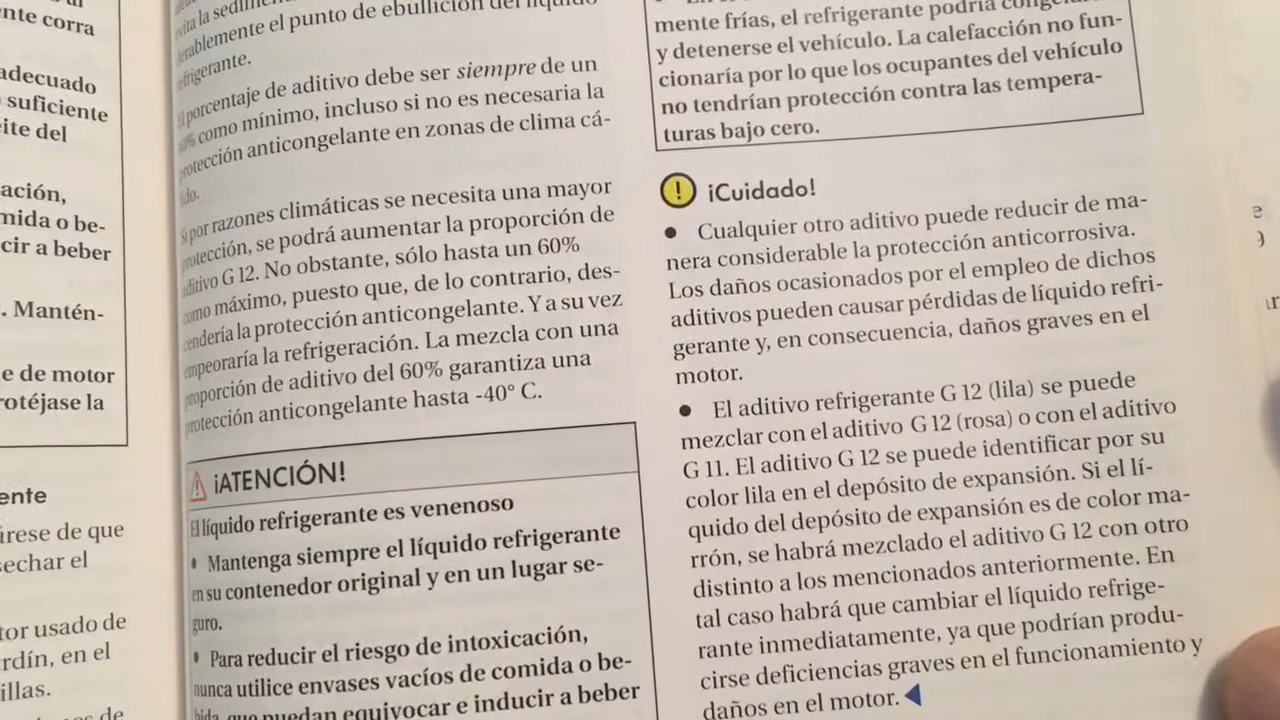 nte corra
adecuado
suficiente
ite del
ación,
mida o be-
cir a beber
. Mantén-
e de motor
rotéjase la
ente
úrese de que
sechar el
tor usado de
rdín, en el
illas.
evita la
erablemente el punto de ebullición del líquido
refrigerante.
El porcentaje de aditivo debe ser siempre de un
como mínimo, incluso si no es necesaria la
protección anticongelante en zonas de clima cá-
lido.
Si por razones climáticas se necesita una mayor
protección, se podrá aumentar la proporción de
aditivo G 12. No obstante, sólo hasta un 60%
como máximo, puesto que, de lo contrario, des-
cendería la protección anticongelante. Y a su vez
empeoraría la refrigeración. La mezcla con una
proporción de aditivo del 60% garantiza una
protección anticongelante hasta -40° C.
¡ATENCIÓN!
El líquido refrigerante es venenoso
• Mantenga siempre el líquido refrigerante
en su contenedor original y en un lugar se-
guro.
• Para reducir el riesgo de intoxicación,
nunca utilice envases vacíos de comida o be-
bida, que puedan equivocar e inducir a beber
mente frías, el refrigerante podría
y detenerse el vehículo. La calefacción no fun-
cionaría por lo que los ocupantes del vehículo
no tendrían protección contra las tempera-
turas bajo cero.
¡Cuidado!
• Cualquier otro aditivo puede reducir de ma-
nera considerable la protección anticorrosiva.
Los daños ocasionados por el empleo de dichos
aditivos pueden causar pérdidas de líquido refri-
gerante y, en consecuencia, daños graves en el
motor.
• El aditivo refrigerante G 12 (lila) se puede
mezclar con el aditivo G 12 (rosa) o con el aditivo
G 11. El aditivo G 12 se puede identificar por su
color lila en el depósito de expansión. Si el lí-
quido del depósito de expansión es de color ma-
rrón, se habrá mezclado el aditivo G 12 con otro
distinto a los mencionados anteriormente. En
tal caso habrá que cambiar el líquido refrige-
rante inmediatamente, ya que podrían produ-
cirse deficiencias graves en el funcionamiento y
daños en el motor.